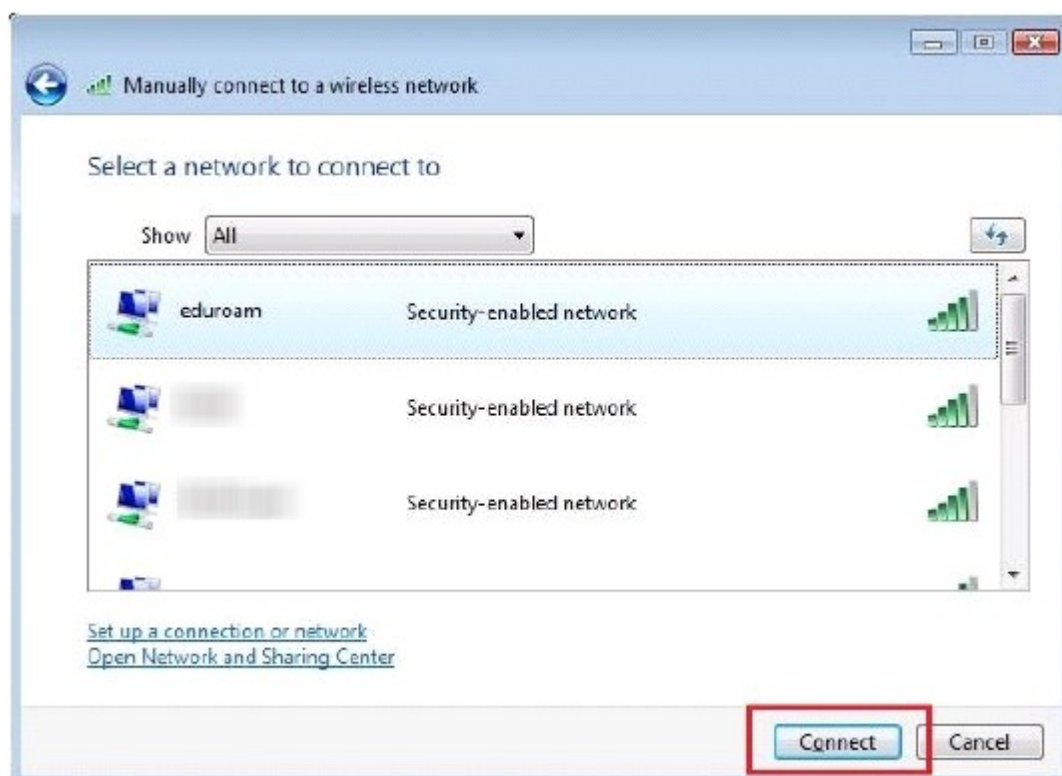 Manually connect to a wireless network
Select a network to connect to
Show All
eduroam Security-enabled network
Security-enabled network
Security-enabled network
Set up a connection or network
Open Network and Sharing Center
Connect Cancel